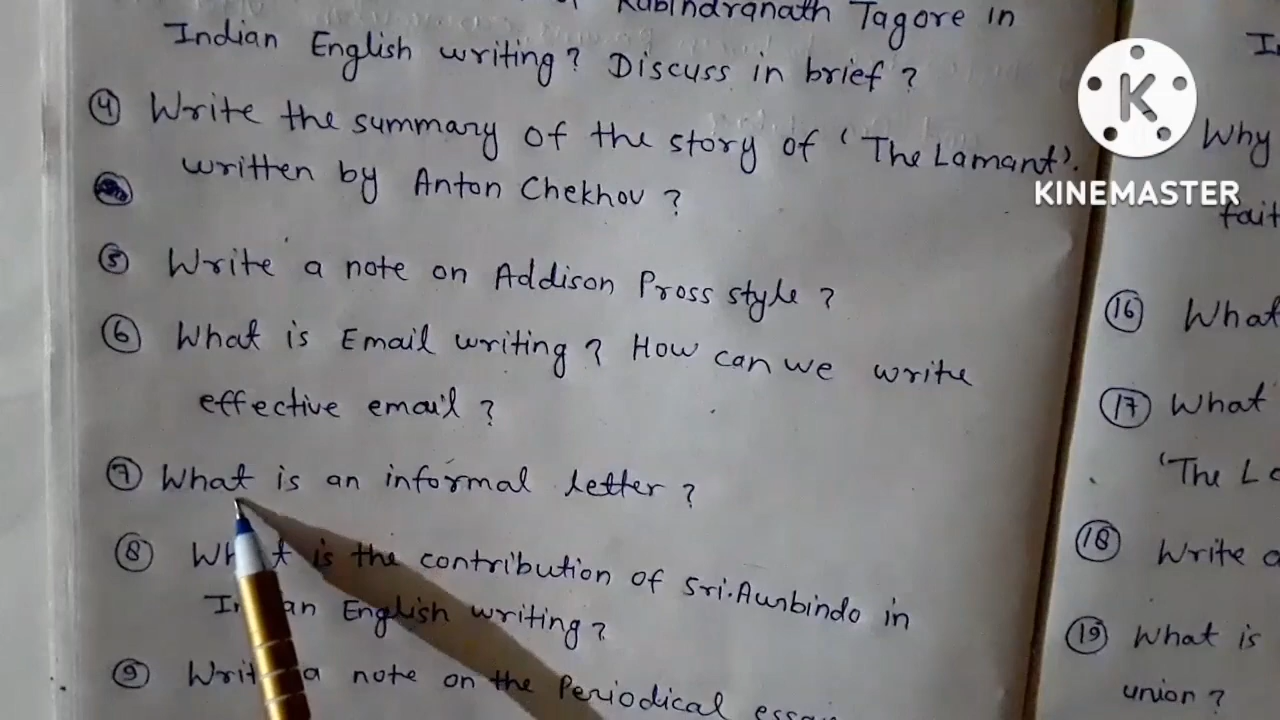 Rabindranath Tagore in
Indian English writing? Discuss in brief?
④ Write the summary of the story of 'The Lamant'.
written by Anton Chekhov?
⑤ Write a note on Addison Pross style?
⑥ What is Email writing? How can we write
effective email?
⑦ What is an informal letter?
⑧ What is the contribution of Sri. Aurbindo in
Indian English writing?
⑨ Write a note on the Periodical
K
KINEMASTER
Why
⑯ What
⑰ What
'The L
⑱ Write a
⑲ What is
union?